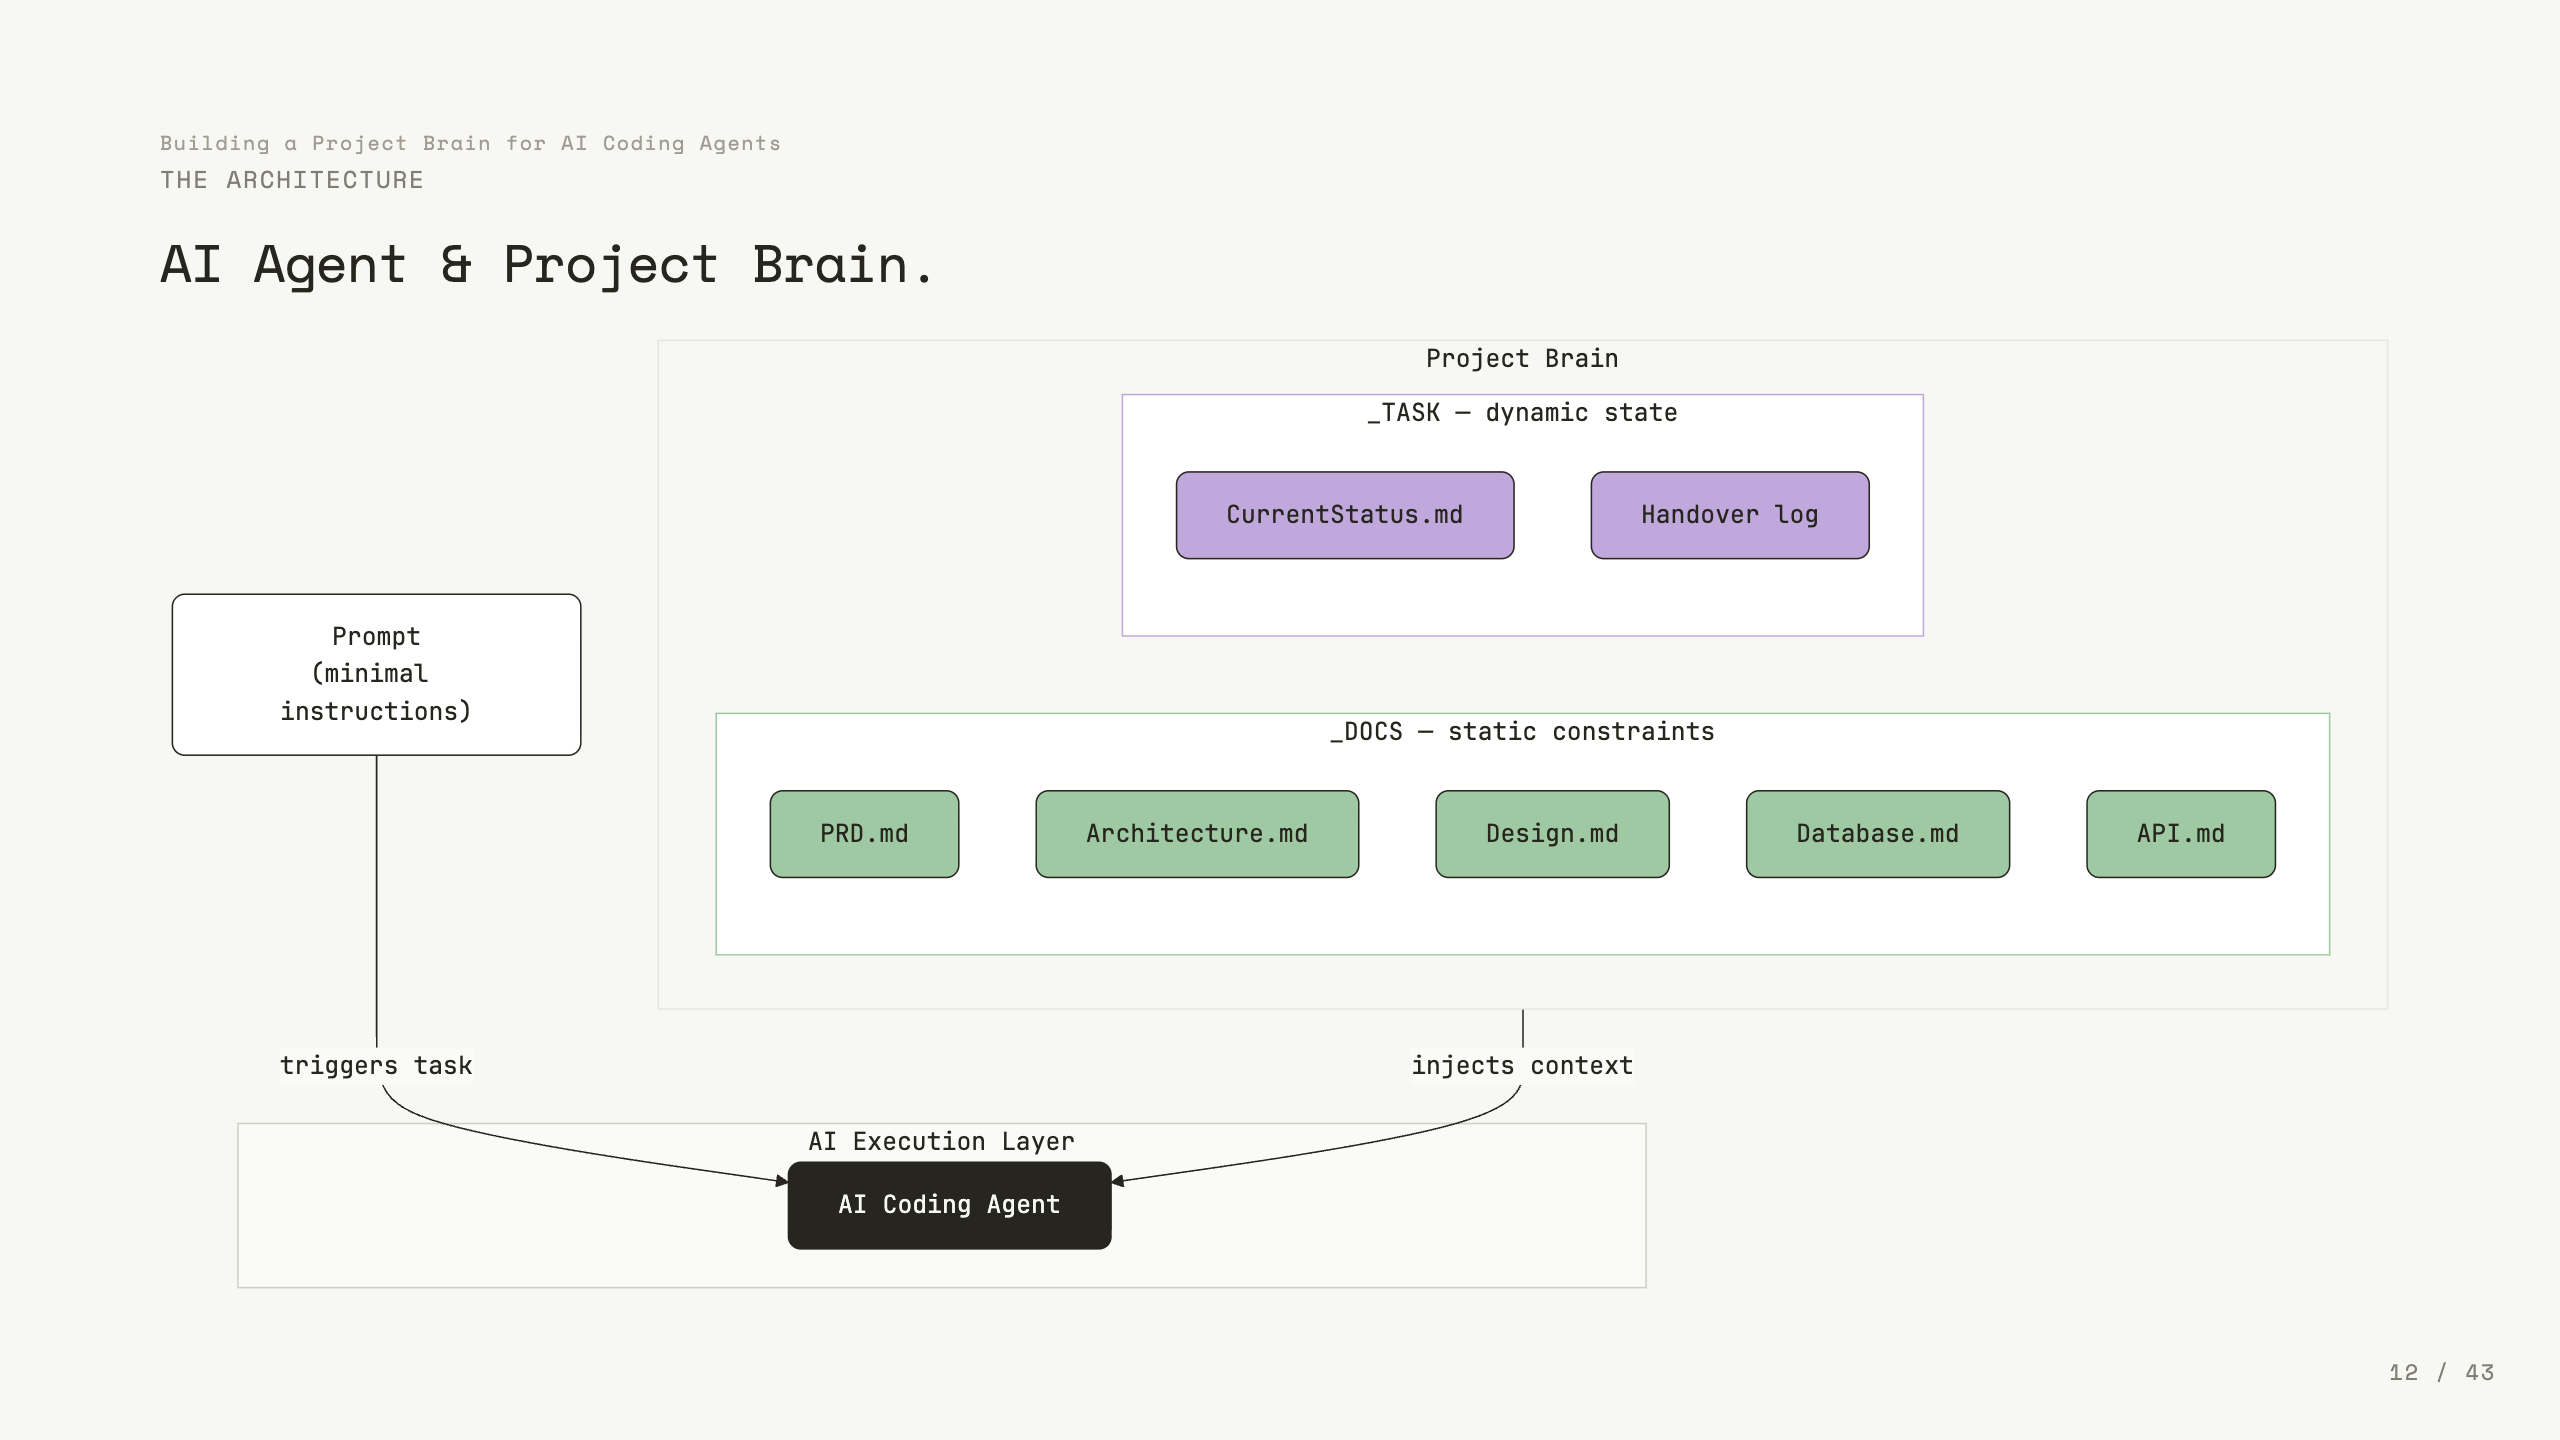 Building a Project Brain for AI Coding Agents
THE ARCHITECTURE
AI Agent & Project Brain.
Project Brain
_TASK — dynamic state
CurrentStatus.md
Handover log
Prompt
(minimal
instructions)
_DOCS — static constraints
PRD.md
Architecture.md
Design.md
Database.md
API.md
triggers task
injects context
AI Execution Layer
AI Coding Agent
12 / 43